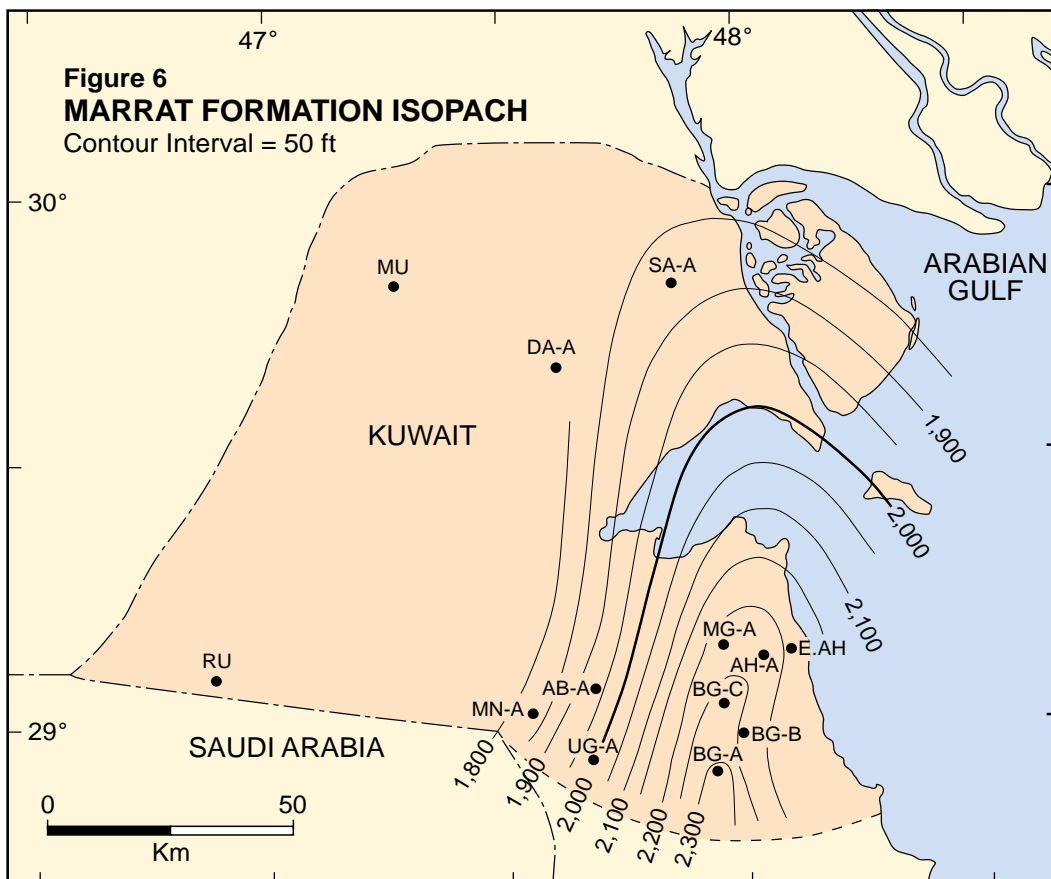 47°
48°
Figure 6
MARRAT FORMATION ISOPACH
Contour Interval = 50 ft
30°
ARABIAN
GULF
MU
SA-A
DA-A
KUWAIT
1,900
2,000
2,100
MG-A
E.AH
AH-A
RU
AB-A
BG-C
MN-A
BG-B
29°
SAUDI ARABIA
UG-A
BG-A
1,800
1,900
2,000
2,100
2,200
2,300
0
50
Km